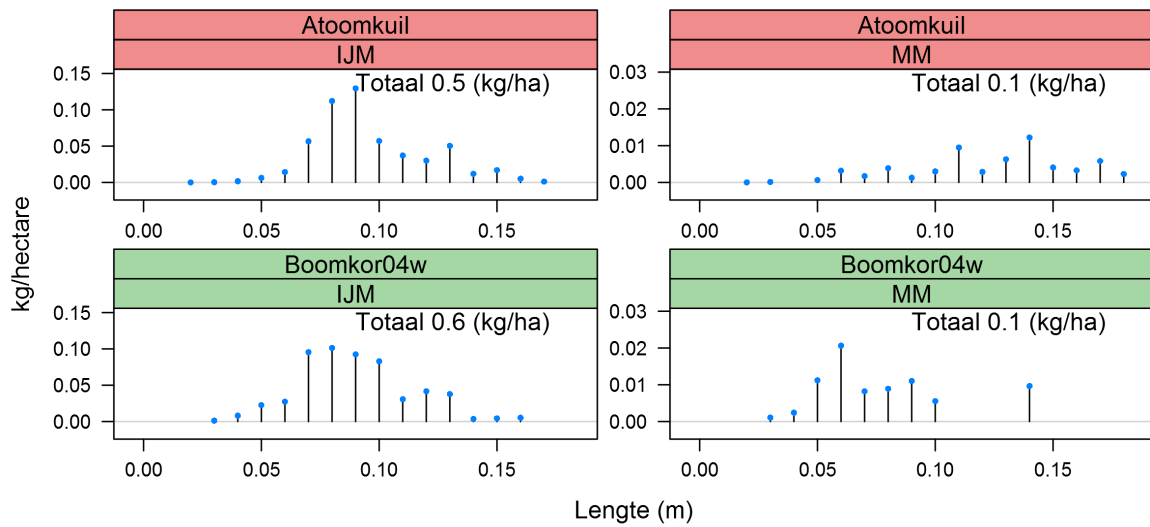 Atoomkuil
IJM
Totaal 0.5 (kg/ha)
0.15
0.10
0.05
0.00
0.00 0.05 0.10 0.15
Atoomkuil
MM
Totaal 0.1 (kg/ha)
0.03
0.02
0.01
0.00
0.00 0.05 0.10 0.15
Boomkor04w
IJM
Totaal 0.6 (kg/ha)
0.15
0.10
0.05
0.00
0.00 0.05 0.10 0.15
Boomkor04w
MM
Totaal 0.1 (kg/ha)
0.03
0.02
0.01
0.00
0.00 0.05 0.10 0.15
kg/hectare
Lengte (m)